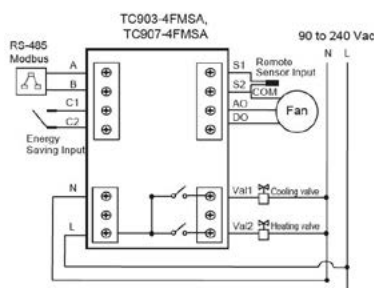 TC903-4FMSA,
TC907-4FMSA
90 to 240 Vac
N L
RS-485
Modbus
A
B
C1
C2
Energy
Saving Input
S1
S2
COM
AO
DO
Remote
Sensor Input
Fan
N
L
Val1
Cooling valve
Val2
Heating valve